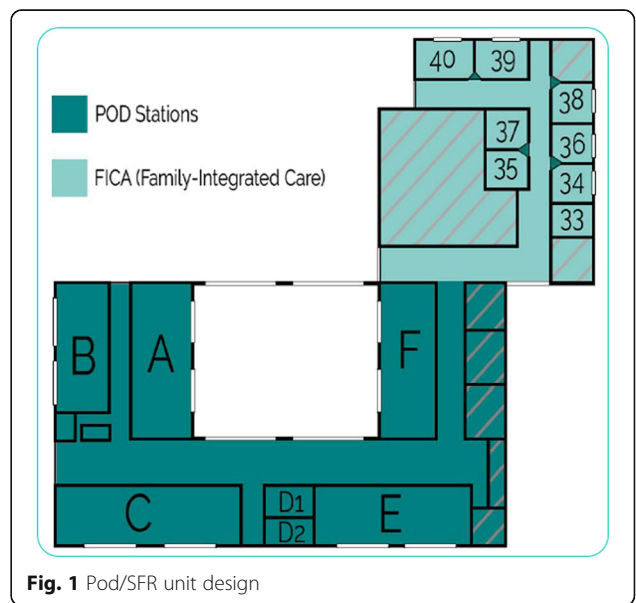 40 39
38
POD Stations
37
36
FICA (Family-Integrated Care)
35
34
33
B A F
C D1 E
D2
Fig. 1 Pod/SFR unit design